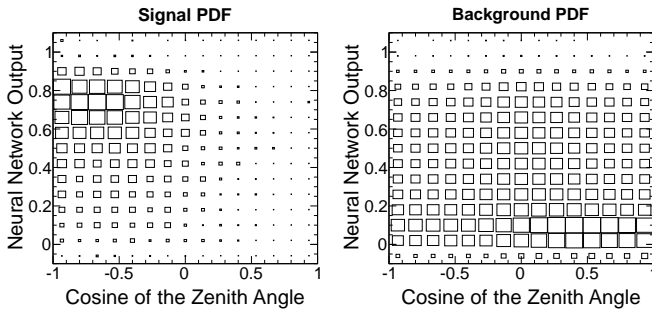 Signal PDF
Neural Network Output
1
0.8
0.6
0.4
0.2
0
-1 -0.5 0 0.5 1
Cosine of the Zenith Angle
Background PDF
Neural Network Output
1
0.8
0.6
0.4
0.2
0
-1 -0.5 0 0.5 1
Cosine of the Zenith Angle